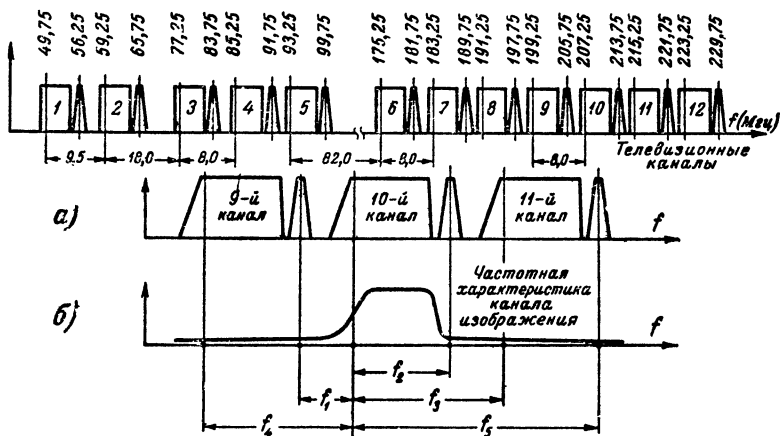 49,75 56,25 59,25 65,75 77,25 83,75 85,25 91,75 93,25 99,75 175,25 181,75 183,25 189,75 191,25 197,75 199,25 205,75 207,25 213,75 215,25 221,75 223,25 229,75
1 2 3 4 5 6 7 8 9 10 11 12 f(Мгц)
9,5 18,0 8,0 82,0 8,0 8,0 Телевизионные
каналы
а)
9-й
канал
10-й
канал
11-й
канал
f
б)
Частотная
характеристика
канала
изображения
f
f₂
f₁ f₃
f₄ f₅